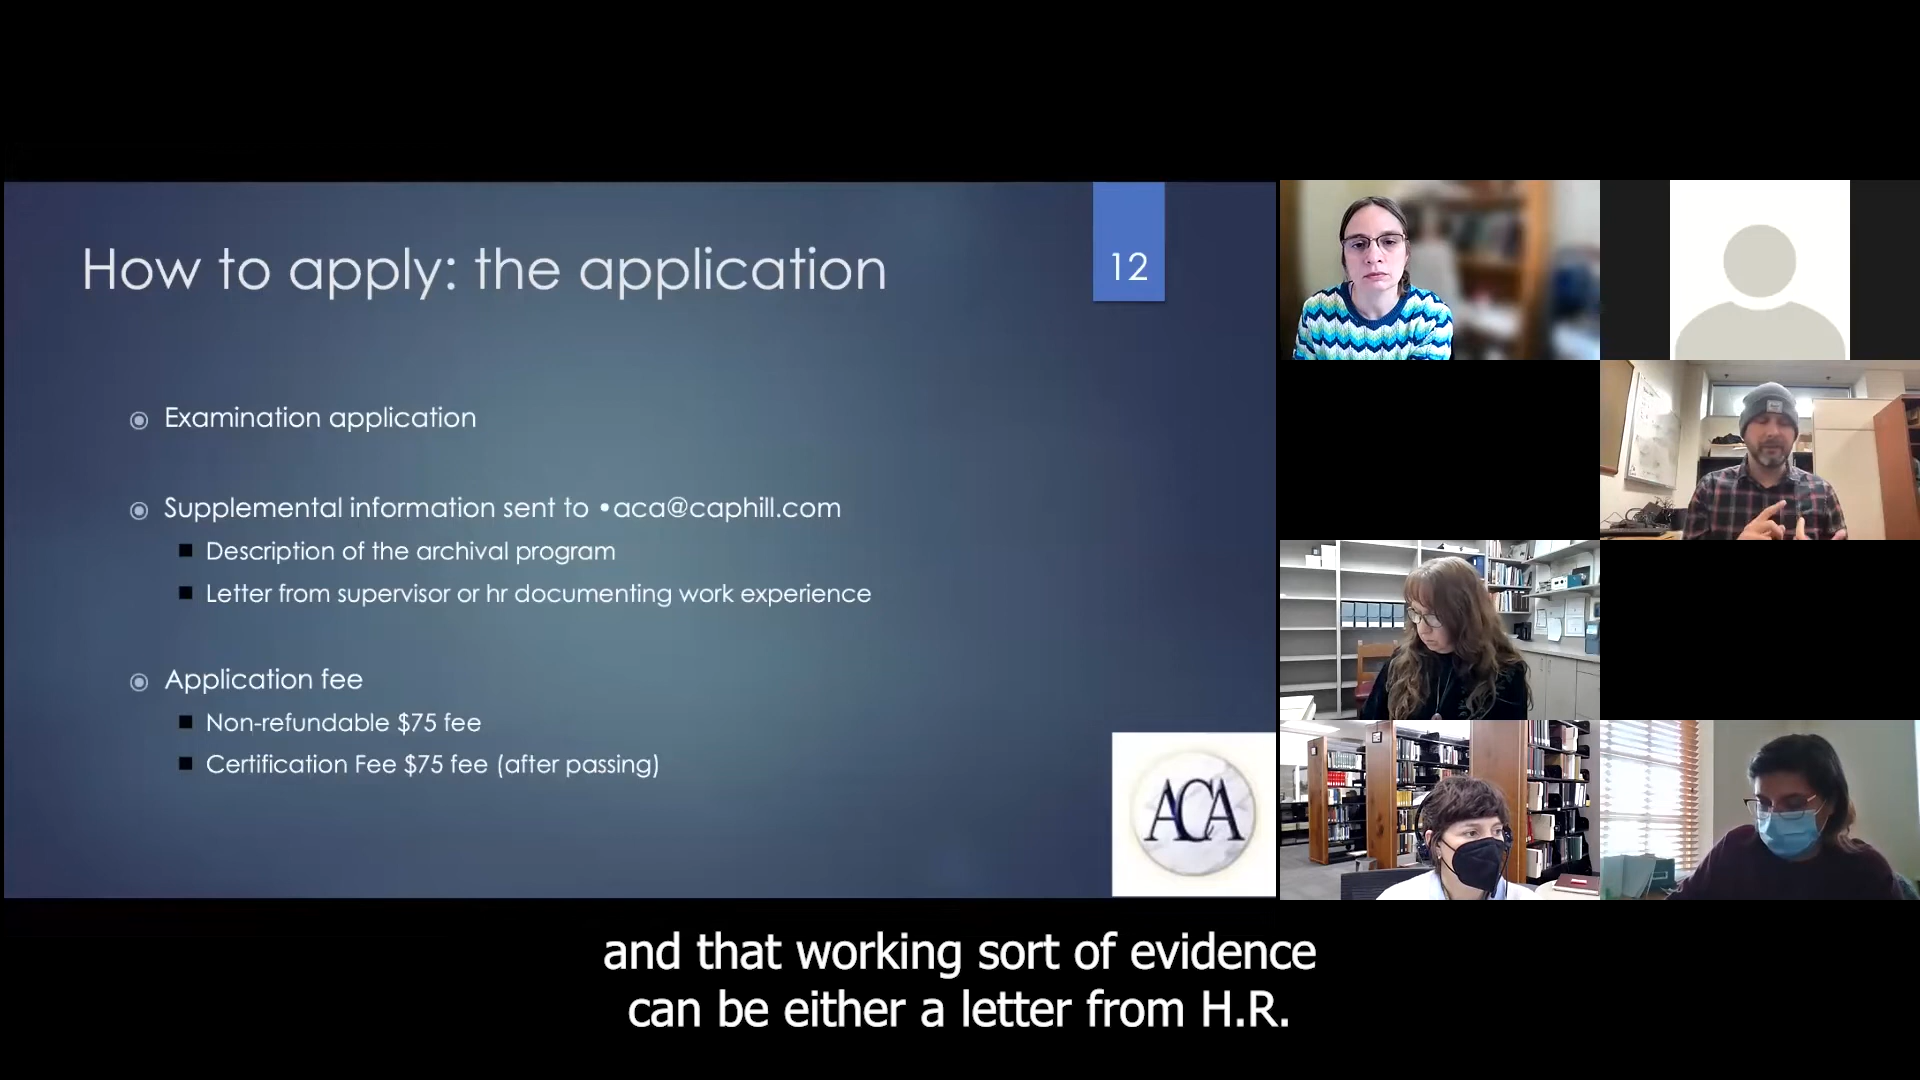 How to apply: the application
12
Examination application
Supplemental information sent to •aca@caphill.com
Description of the archival program
Letter from supervisor or hr documenting work experience
Application fee
Non-refundable $75 fee
Certification Fee $75 fee (after passing)
ACA
and that working sort of evidence
can be either a letter from H.R.